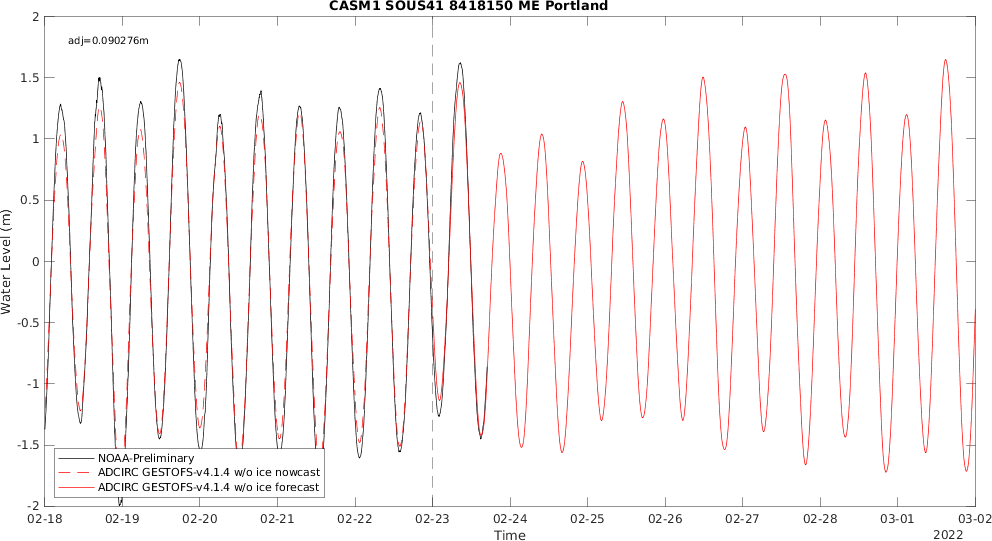 CASM1 SOUS41 8418150 ME Portland
adj=0.090276m
2
1.5
1
0.5
0
-0.5
-1
-1.5
-2
Water Level (m)
NOAA-Preliminary
ADCIRC GESTOFS-v4.1.4 w/o ice nowcast
ADCIRC GESTOFS-v4.1.4 w/o ice forecast
02-18 02-19 02-20 02-21 02-22 02-23 02-24 02-25 02-26 02-27 02-28 03-01 03-02
Time
2022